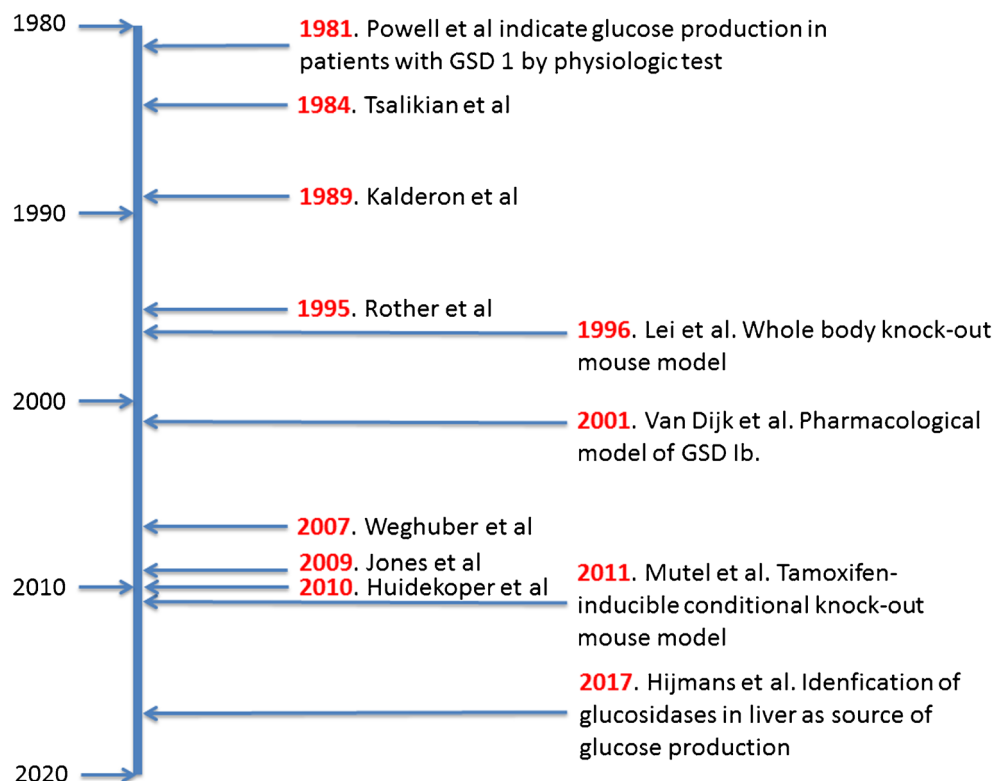 1980
1981. Powell et al indicate glucose production in
patients with GSD 1 by physiologic test
1984. Tsalikian et al
1989. Kalderon et al
1990
1995. Rother et al
1996. Lei et al. Whole body knock-out
mouse model
2000
2001. Van Dijk et al. Pharmacological
model of GSD Ib.
2007. Weghuber et al
2009. Jones et al
2010
2010. Huidekoper et al
2011. Mutel et al. Tamoxifen-
inducible conditional knock-out
mouse model
2017. Hijmans et al. Idenfication of
glucosidases in liver as source of
glucose production
2020